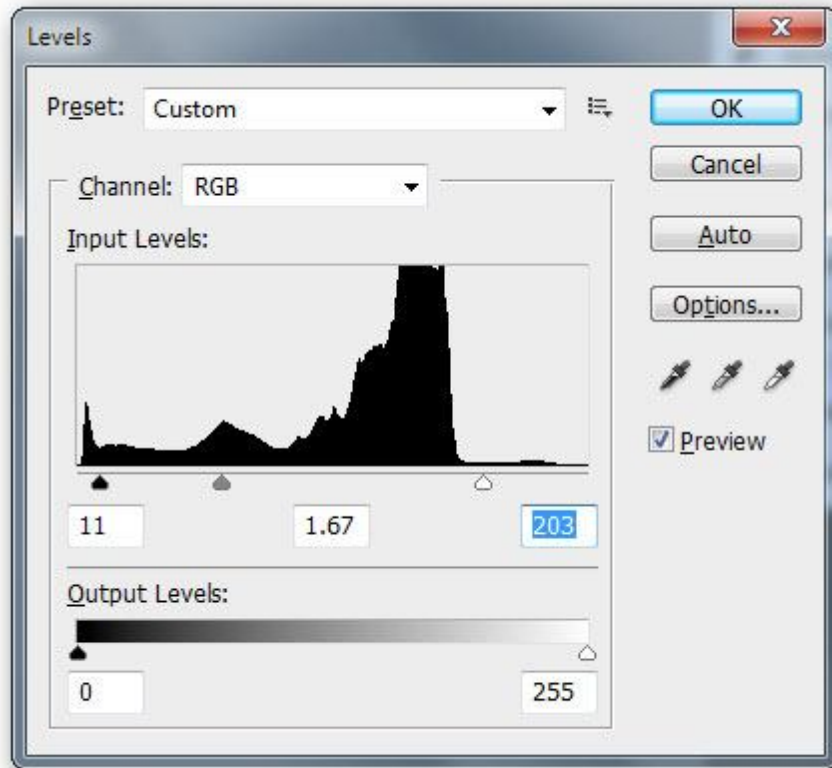 Levels
Preset: Custom
OK
Channel: RGB
Cancel
Input Levels:
Auto
Options...
Preview
11 1.67 203
Output Levels:
0 255